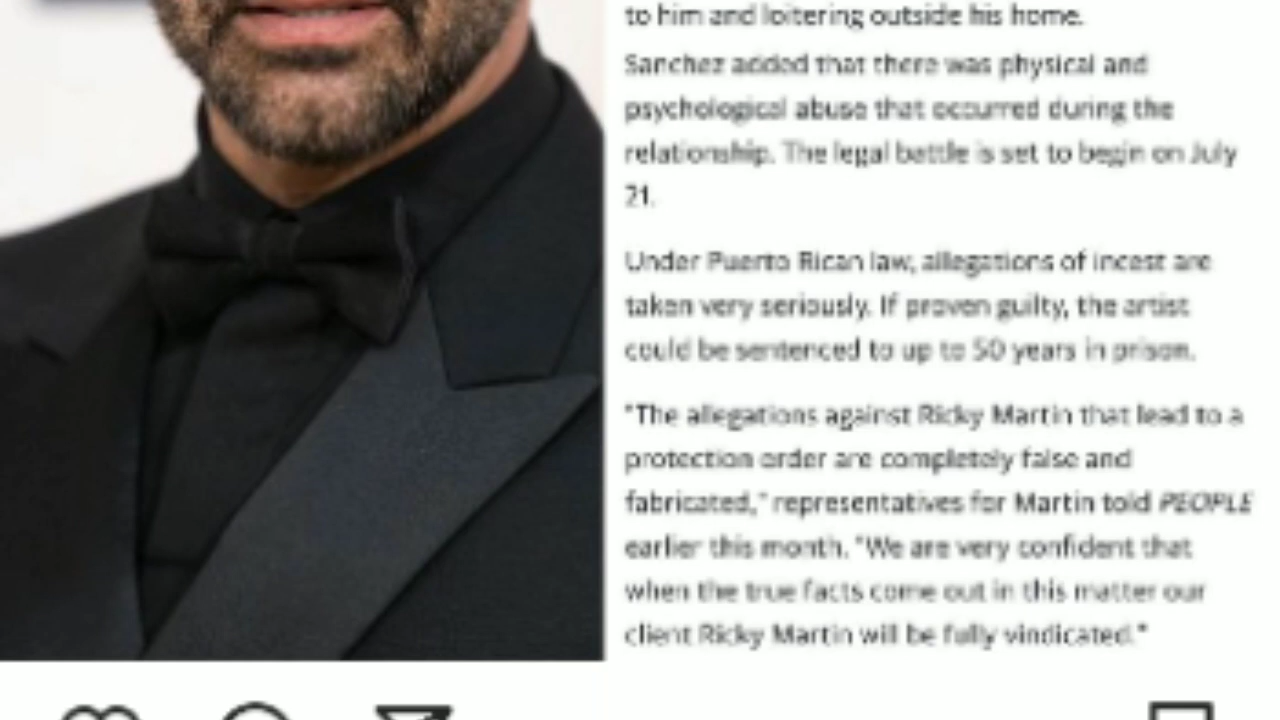 to him and loitering outside his home.
Sanchez added that there was physical and
psychological abuse that occurred during the
relationship. The legal battle is set to begin on July
21.
Under Puerto Rican law, allegations of incest are
taken very seriously. If proven guilty, the artist
could be sentenced to up to 50 years in prison.
"The allegations against Ricky Martin that lead to a
protection order are completely false and
fabricated," representatives for Martin told PEOPLE
earlier this month. "We are very confident that
when the true facts come out in this matter our
client Ricky Martin will be fully vindicated."